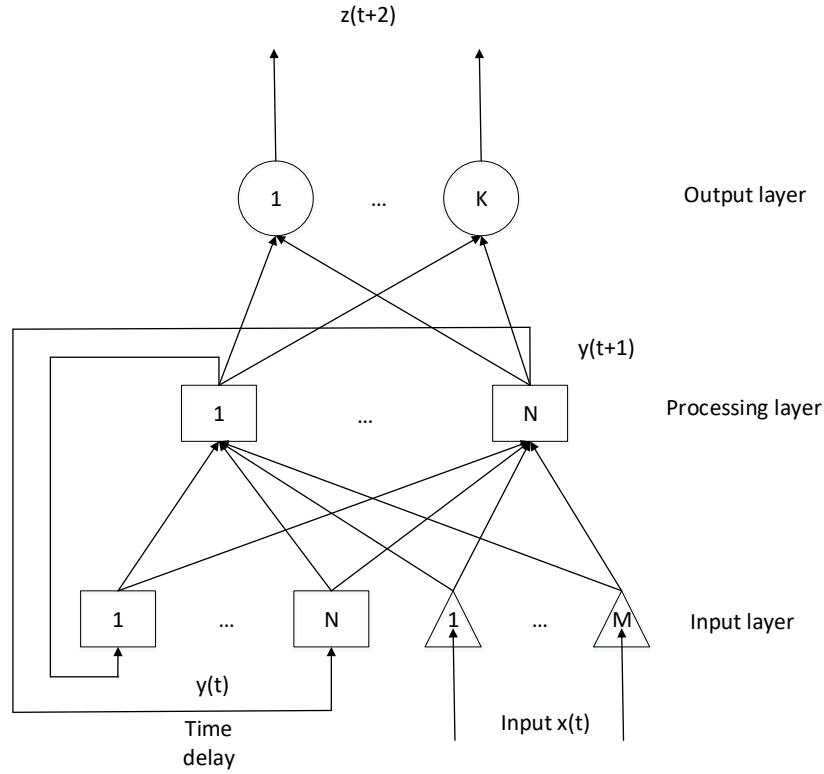 z(t+2)
1
...
K
Output layer
y(t+1)
1
...
N
Processing layer
1
...
N
1
...
M
Input layer
y(t)
Time
delay
Input x(t)